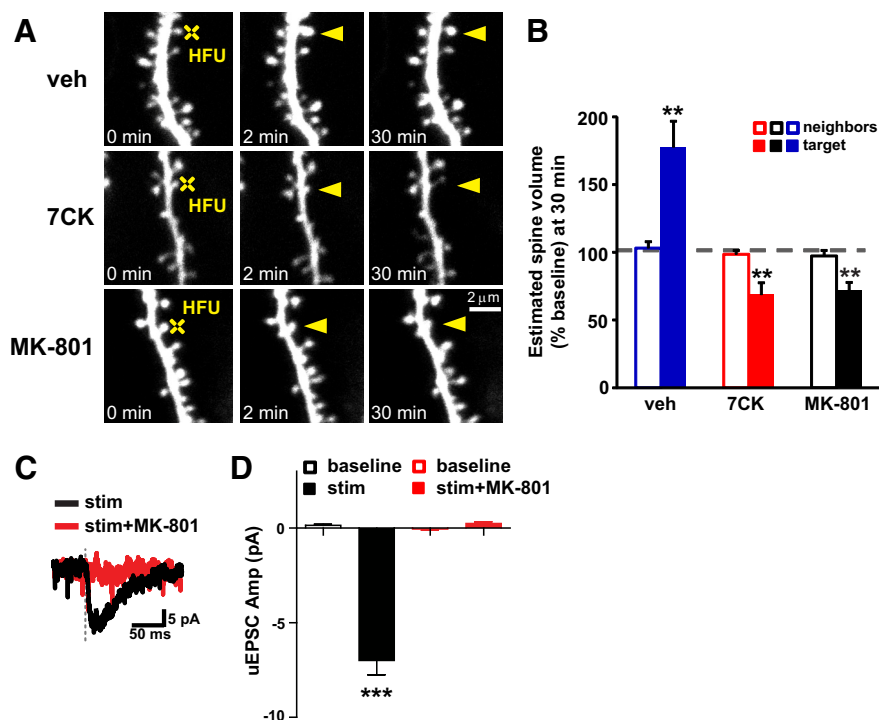 A
veh
HFU
0 min
2 min
30 min
7CK
HFU
0 min
2 min
30 min
MK-801
HFU
2 μm
0 min
2 min
30 min
B
Estimated spine volume
(% baseline) at 30 min
200
150
100
50
0
**
**
**
neighbors
target
veh
7CK
MK-801
C
stim
stim+MK-801
5 pA
50 ms
D
baseline
baseline
stim
stim+MK-801
uEPSC Amp (pA)
0
-5
-10
***